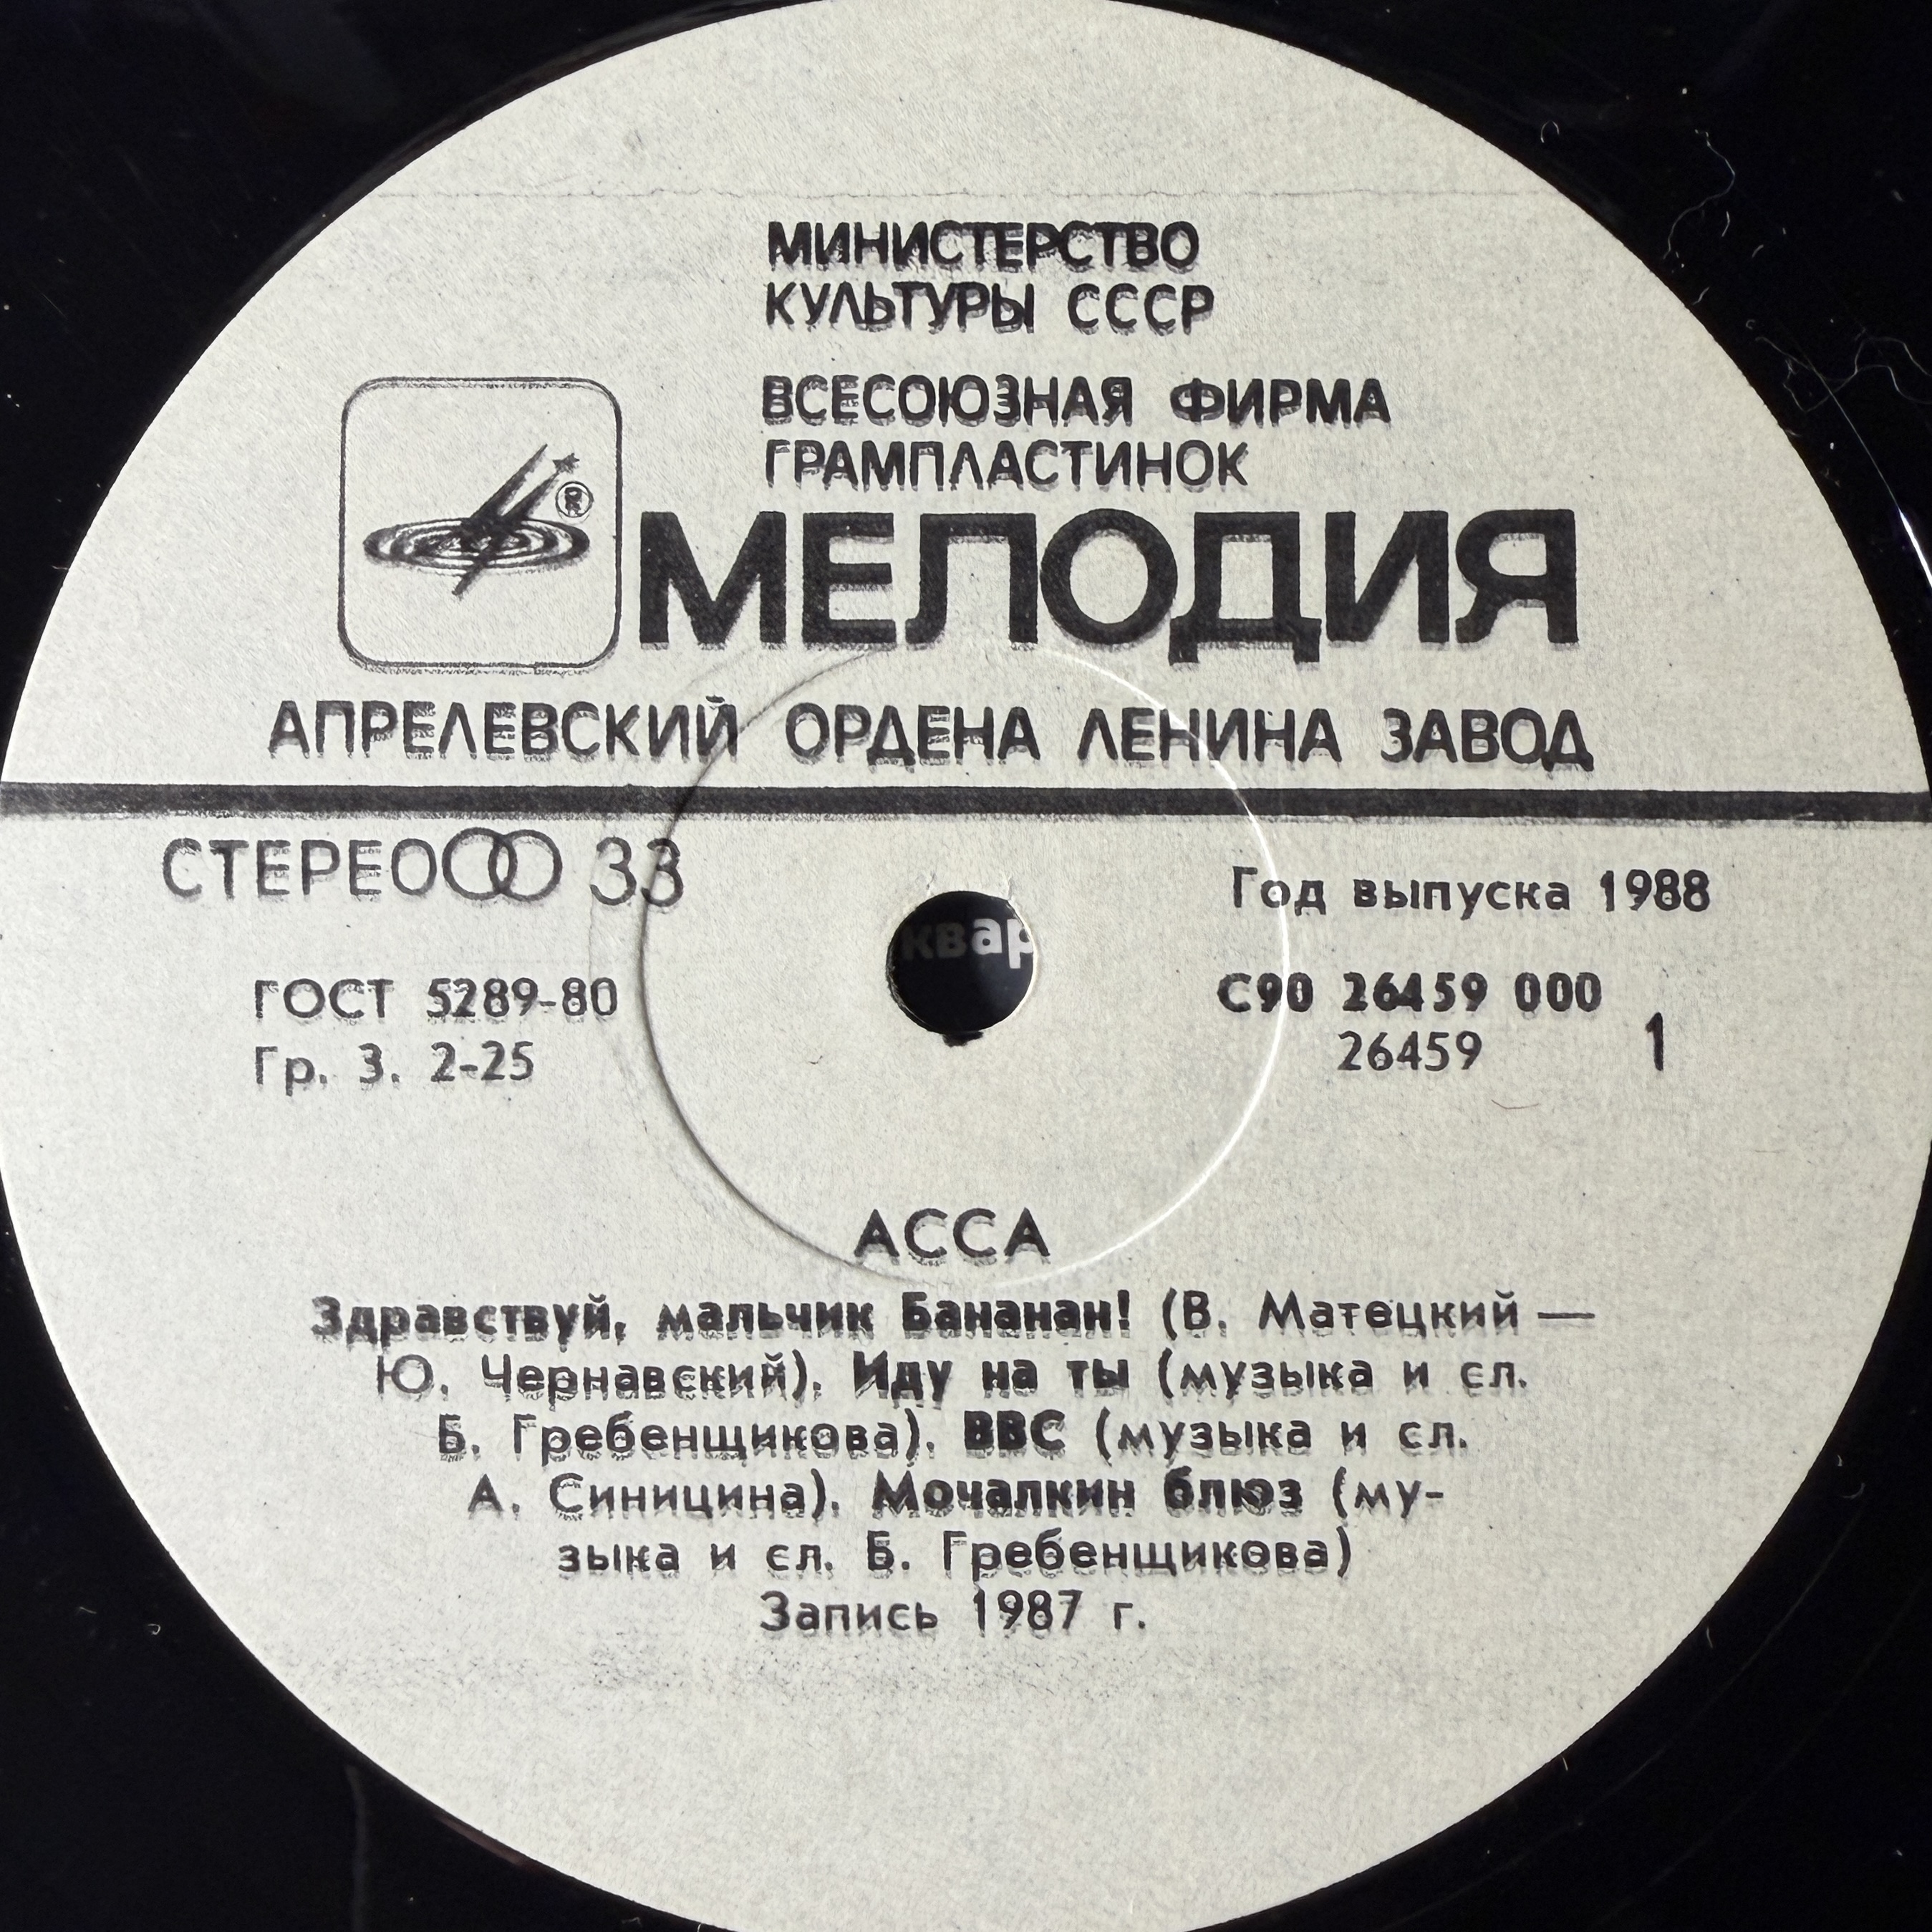 МИНИСТЕРСТВО
КУЛЬТУРЫ СССР
ВСЕСОЮЗНАЯ ФИРМА
ГРАМПЛАСТИНОК
®
МЕЛОДИЯ
АПРЕЛЕВСКИЙ ОРДЕНА ЛЕНИНА ЗАВОД
СТЕРЕО 33
Год выпуска 1988
квар
ГОСТ 5289-80
Гр. 3. 2-25
С90 26459 000
26459 1
АССА
Здравствуй, мальчик Бананан! (В. Матецкий —
Ю. Чернавский). Иду на ты (музыка и сл.
Б. Гребенщикова). ВВС (музыка и сл.
А. Синицина). Мочалкин блюз (му-
зыка и сл. Б. Гребенщикова)
Запись 1987 г.